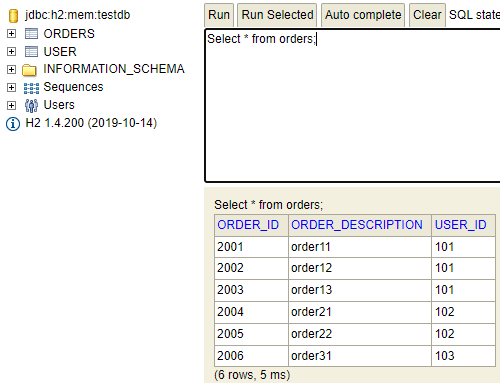 jdbc:h2:mem:testdb
ORDERS
USER
INFORMATION_SCHEMA
Sequences
Users
H2 1.4.200 (2019-10-14)
Run Run Selected Auto complete Clear SQL state
Select * from orders;
Select * from orders;
ORDER_ID ORDER_DESCRIPTION USER_ID
2001 order11 101
2002 order12 101
2003 order13 101
2004 order21 102
2005 order22 102
2006 order31 103
(6 rows, 5 ms)